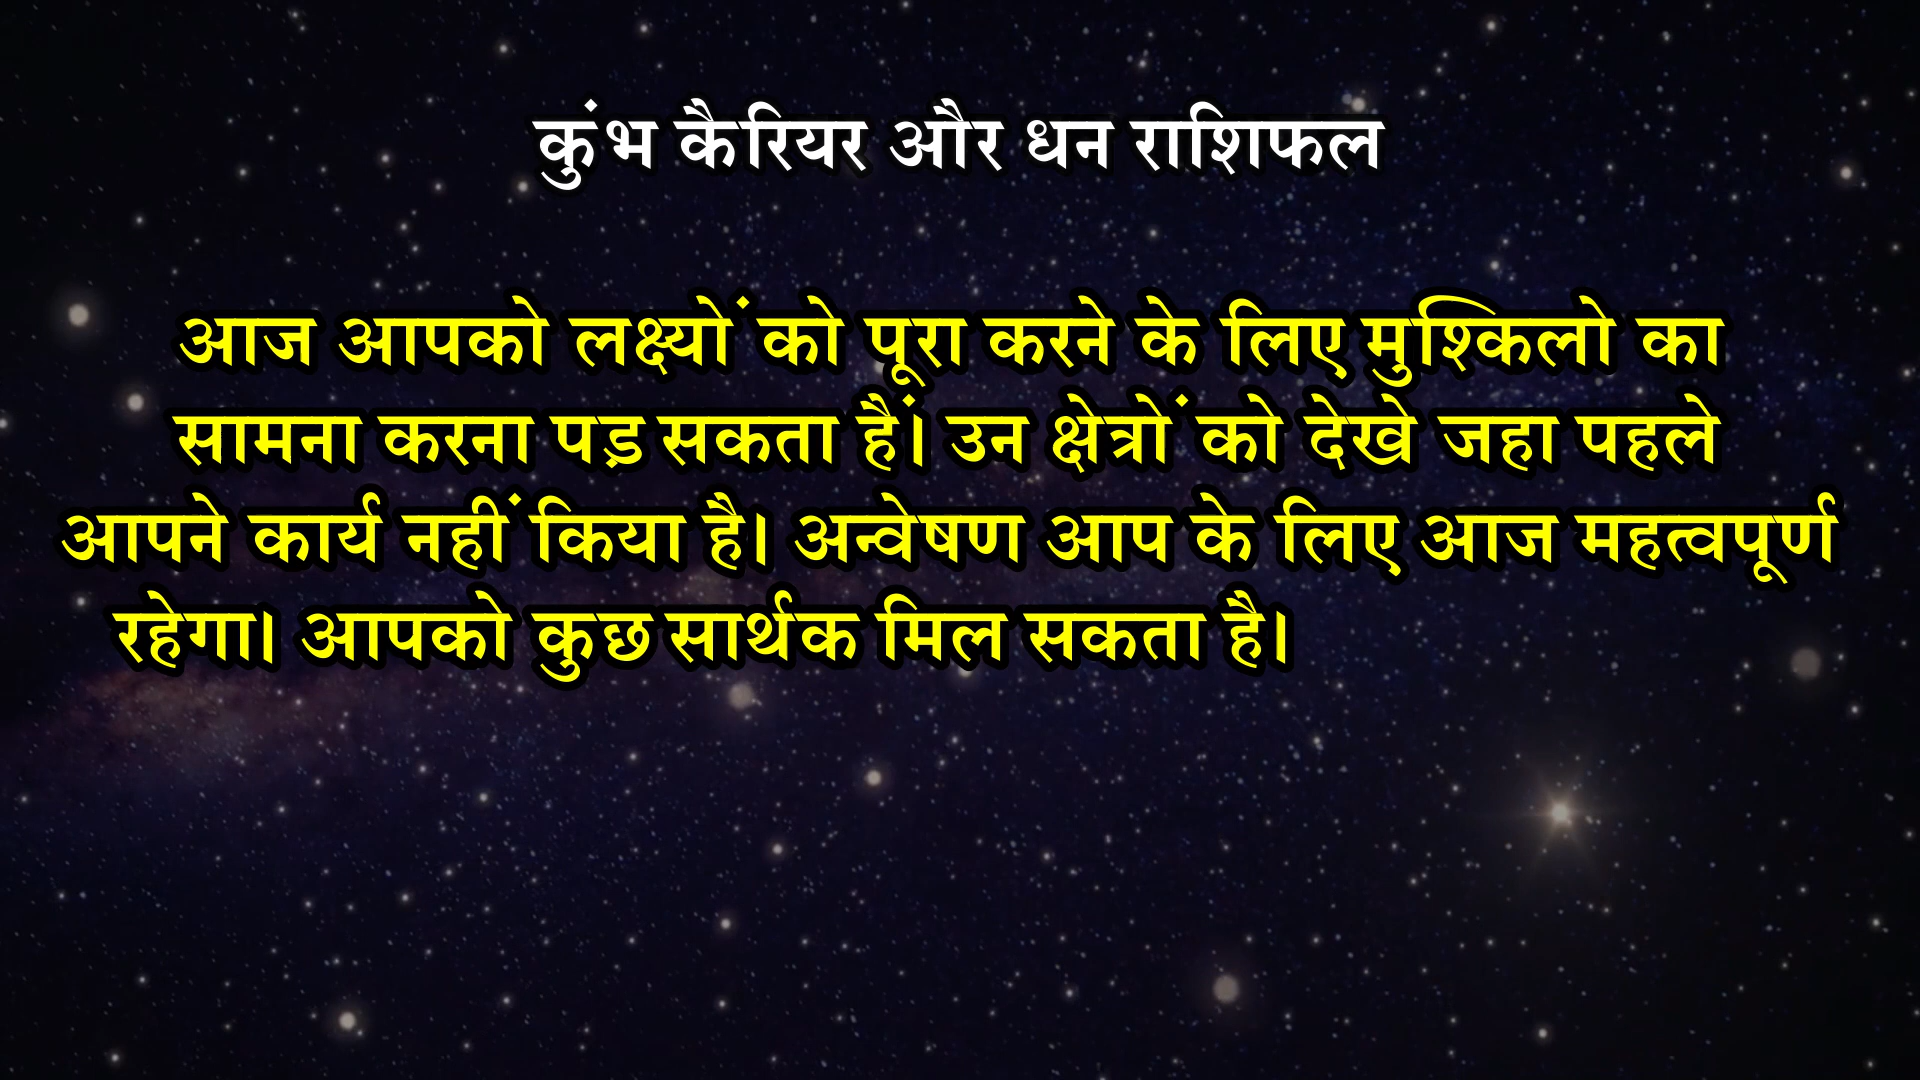 कुंभ कैरियर और धन राशिफल
आज आपको लक्ष्यों को पूरा करने के लिए मुश्किलो का
सामना करना पड़ सकता हैं। उन क्षेत्रों को देखे जहा पहले
आपने कार्य नहीं किया है। अन्वेषण आप के लिए आज महत्वपूर्ण
रहेगा। आपको कुछ सार्थक मिल सकता है।